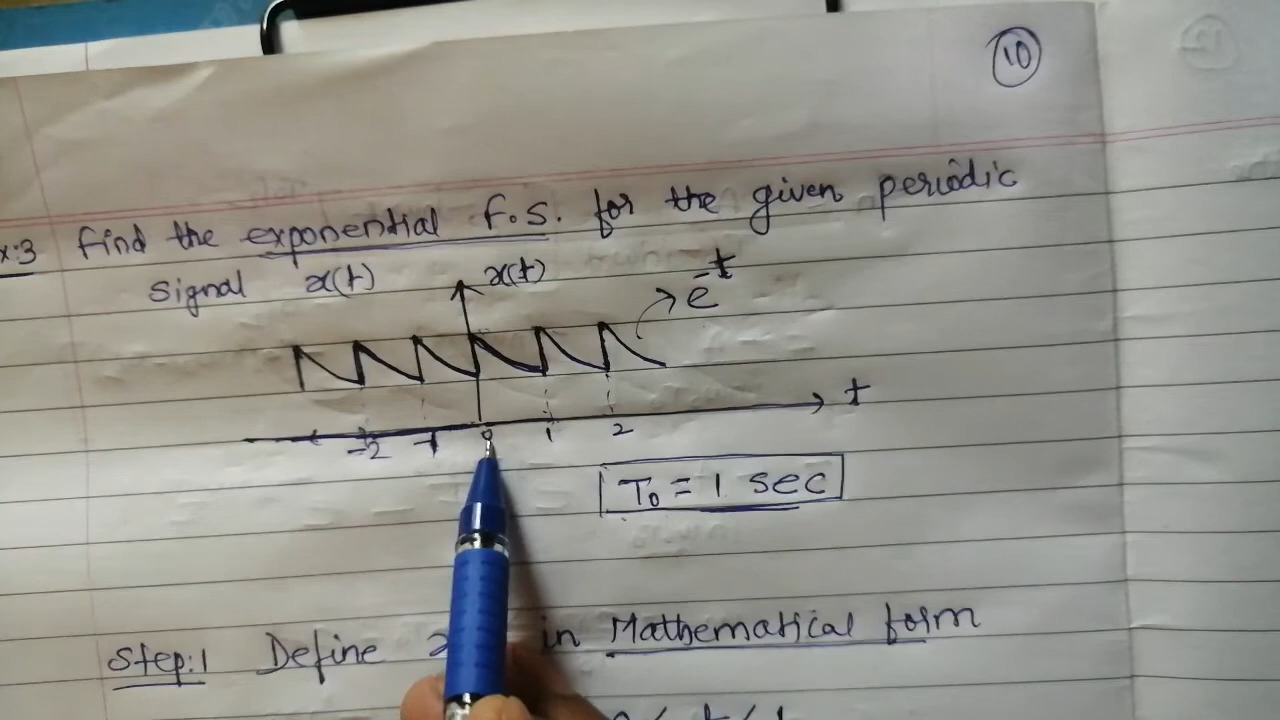 10
x:3 Find the exponential F.S. for the given periodic
signal x(t)
x(t)
e^-t
t
-2 -1 0 1 2
T₀ = 1 sec
Step:1 Define in Mathematical form